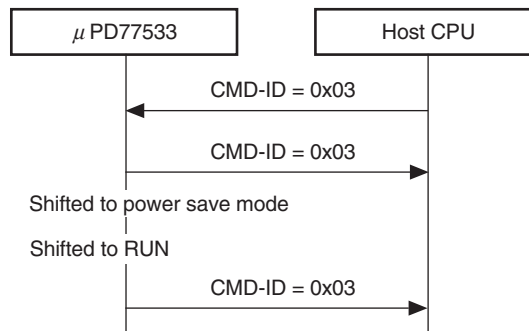 μ PD77533
Host CPU
CMD-ID = 0x03
CMD-ID = 0x03
Shifted to power save mode
Shifted to RUN
CMD-ID = 0x03